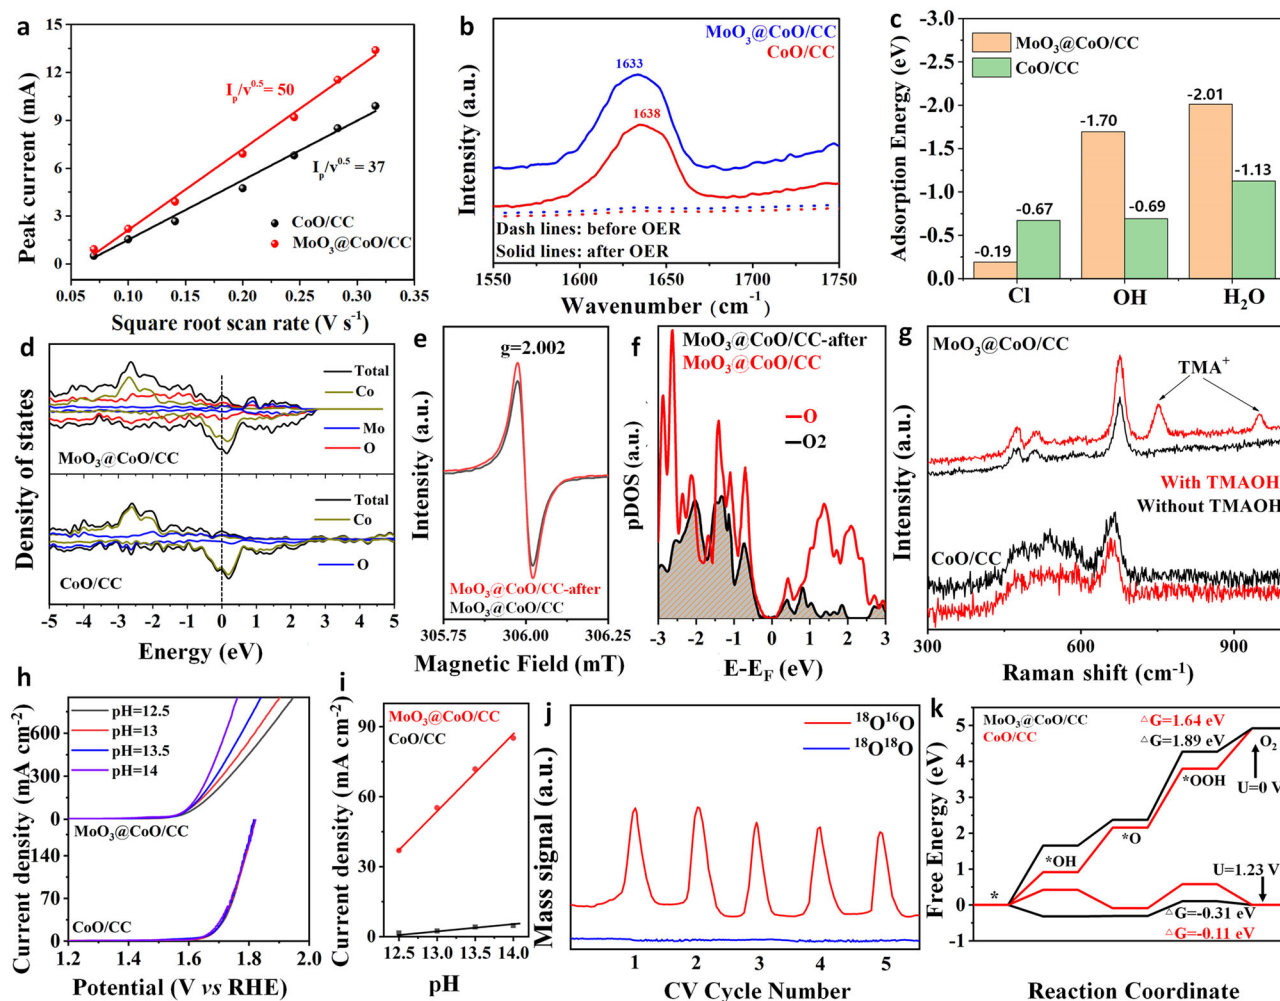 a
15
12
9
6
3
0
Peak current (mA)
I_p/v^0.5 = 50
I_p/v^0.5 = 37
CoO/CC
MoO₃@CoO/CC
0.05 0.10 0.15 0.20 0.25 0.30 0.35
Square root scan rate (V s⁻¹)
b
MoO₃@CoO/CC
CoO/CC
1633
1638
Intensity (a.u.)
Dash lines: before OER
Solid lines: after OER
1550 1600 1650 1700 1750
Wavenumber (cm⁻¹)
c
-3.0
-2.5
-2.0
-1.5
-1.0
-0.5
0.0
Adsorption Energy (eV)
MoO₃@CoO/CC
CoO/CC
-0.19
-0.67
-1.70
-0.69
-2.01
-1.13
Cl OH H₂O
d
Density of states
Total
Co
Mo
O
MoO₃@CoO/CC
Total
Co
O
CoO/CC
-5 -4 -3 -2 -1 0 1 2 3 4 5
Energy (eV)
e
g=2.002
Intensity (a.u.)
MoO₃@CoO/CC-after
MoO₃@CoO/CC
305.75 306.00 306.25
Magnetic Field (mT)
f
MoO₃@CoO/CC-after
MoO₃@CoO/CC
O
O2
pDOS (a.u.)
-3 -2 -1 0 1 2 3
E-E_F (eV)
g
MoO₃@CoO/CC
TMA⁺
Intensity (a.u.)
With TMAOH
Without TMAOH
CoO/CC
300 600 900
Raman shift (cm⁻¹)
h
Current density (mA cm⁻²)
pH=12.5
pH=13
pH=13.5
pH=14
600
300
0
MoO₃@CoO/CC
140
70
0
CoO/CC
1.2 1.4 1.6 1.8 2.0
Potential (V vs RHE)
i
Current density (mA cm⁻²)
90
60
30
0
MoO₃@CoO/CC
CoO/CC
12.5 13.0 13.5 14.0
pH
j
Mass signal (a.u.)
¹⁸O¹⁶O
¹⁸O¹⁸O
1 2 3 4 5
CV Cycle Number
k
Free Energy (eV)
5
4
3
2
1
0
-1
MoO₃@CoO/CC
CoO/CC
△G=1.64 eV
△G=1.89 eV
O₂
U=0 V
*OOH
*O
*OH
*
U=1.23 V
△G=-0.31 eV
△G=-0.11 eV
Reaction Coordinate